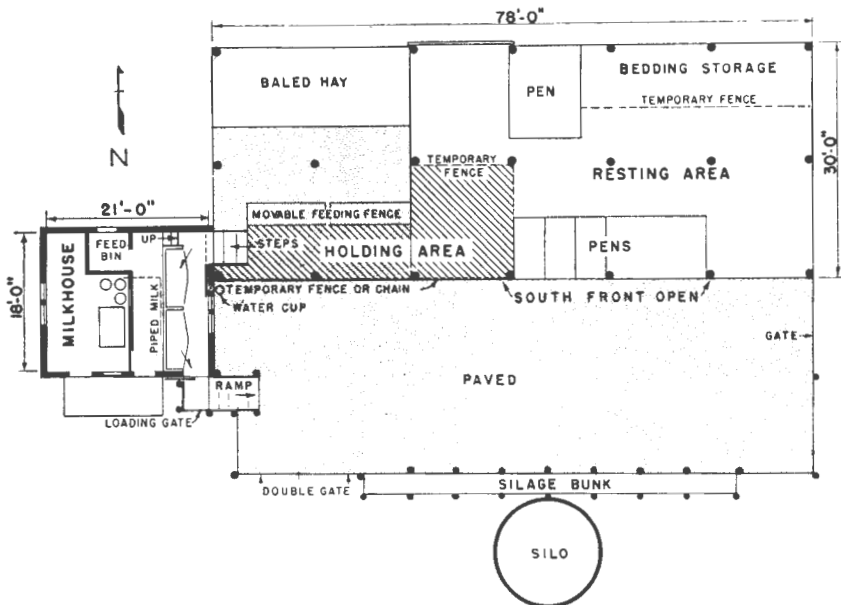 78'-0"
BALED HAY
PEN
BEDDING STORAGE
TEMPORARY FENCE
N
TEMPORARY
FENCE
RESTING AREA
30'-0"
21'-0"
MOVABLE FEEDING FENCE
UP
STEPS
FEED
BIN
HOLDING AREA
PENS
MILKHOUSE
18'-0"
PIPED MILK
TEMPORARY FENCE OR CHAIN
WATER CUP
SOUTH FRONT OPEN
GATE
PAVED
RAMP
LOADING GATE
DOUBLE GATE
SILAGE BUNK
SILO